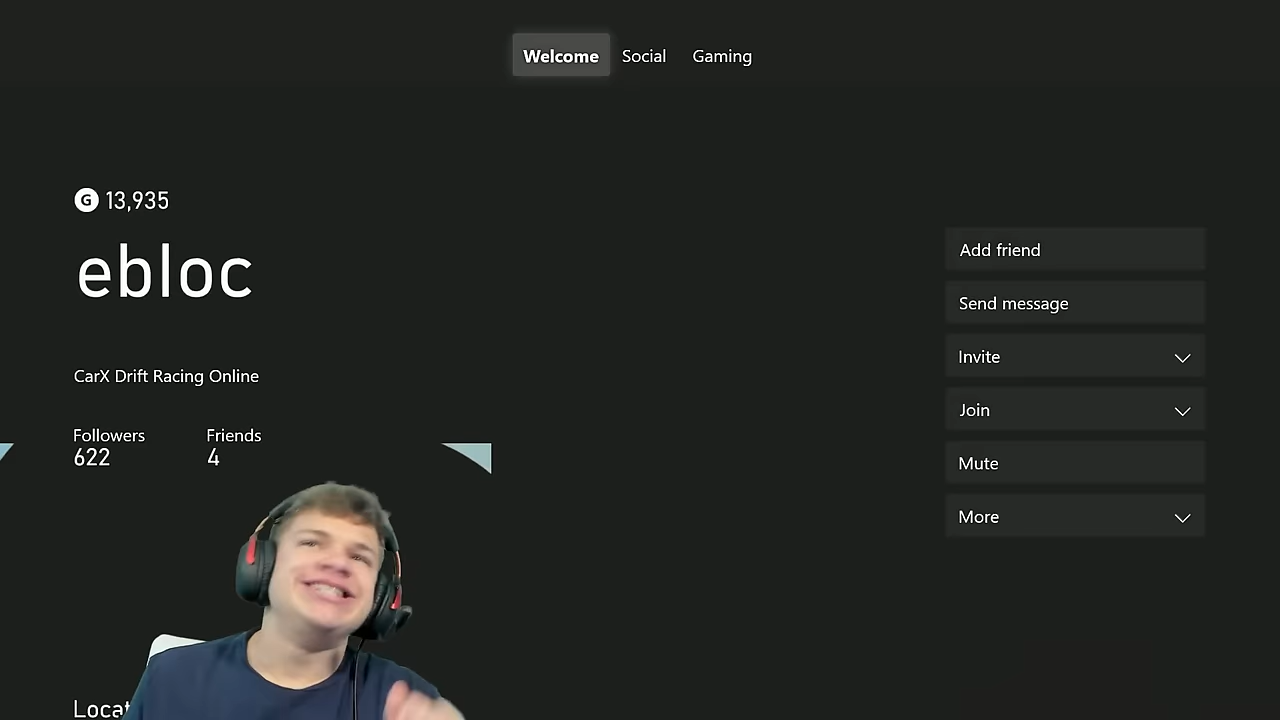 Welcome Social Gaming
G 13,935
ebloc
CarX Drift Racing Online
Followers Friends
622 4
Add friend
Send message
Invite
Join
Mute
More